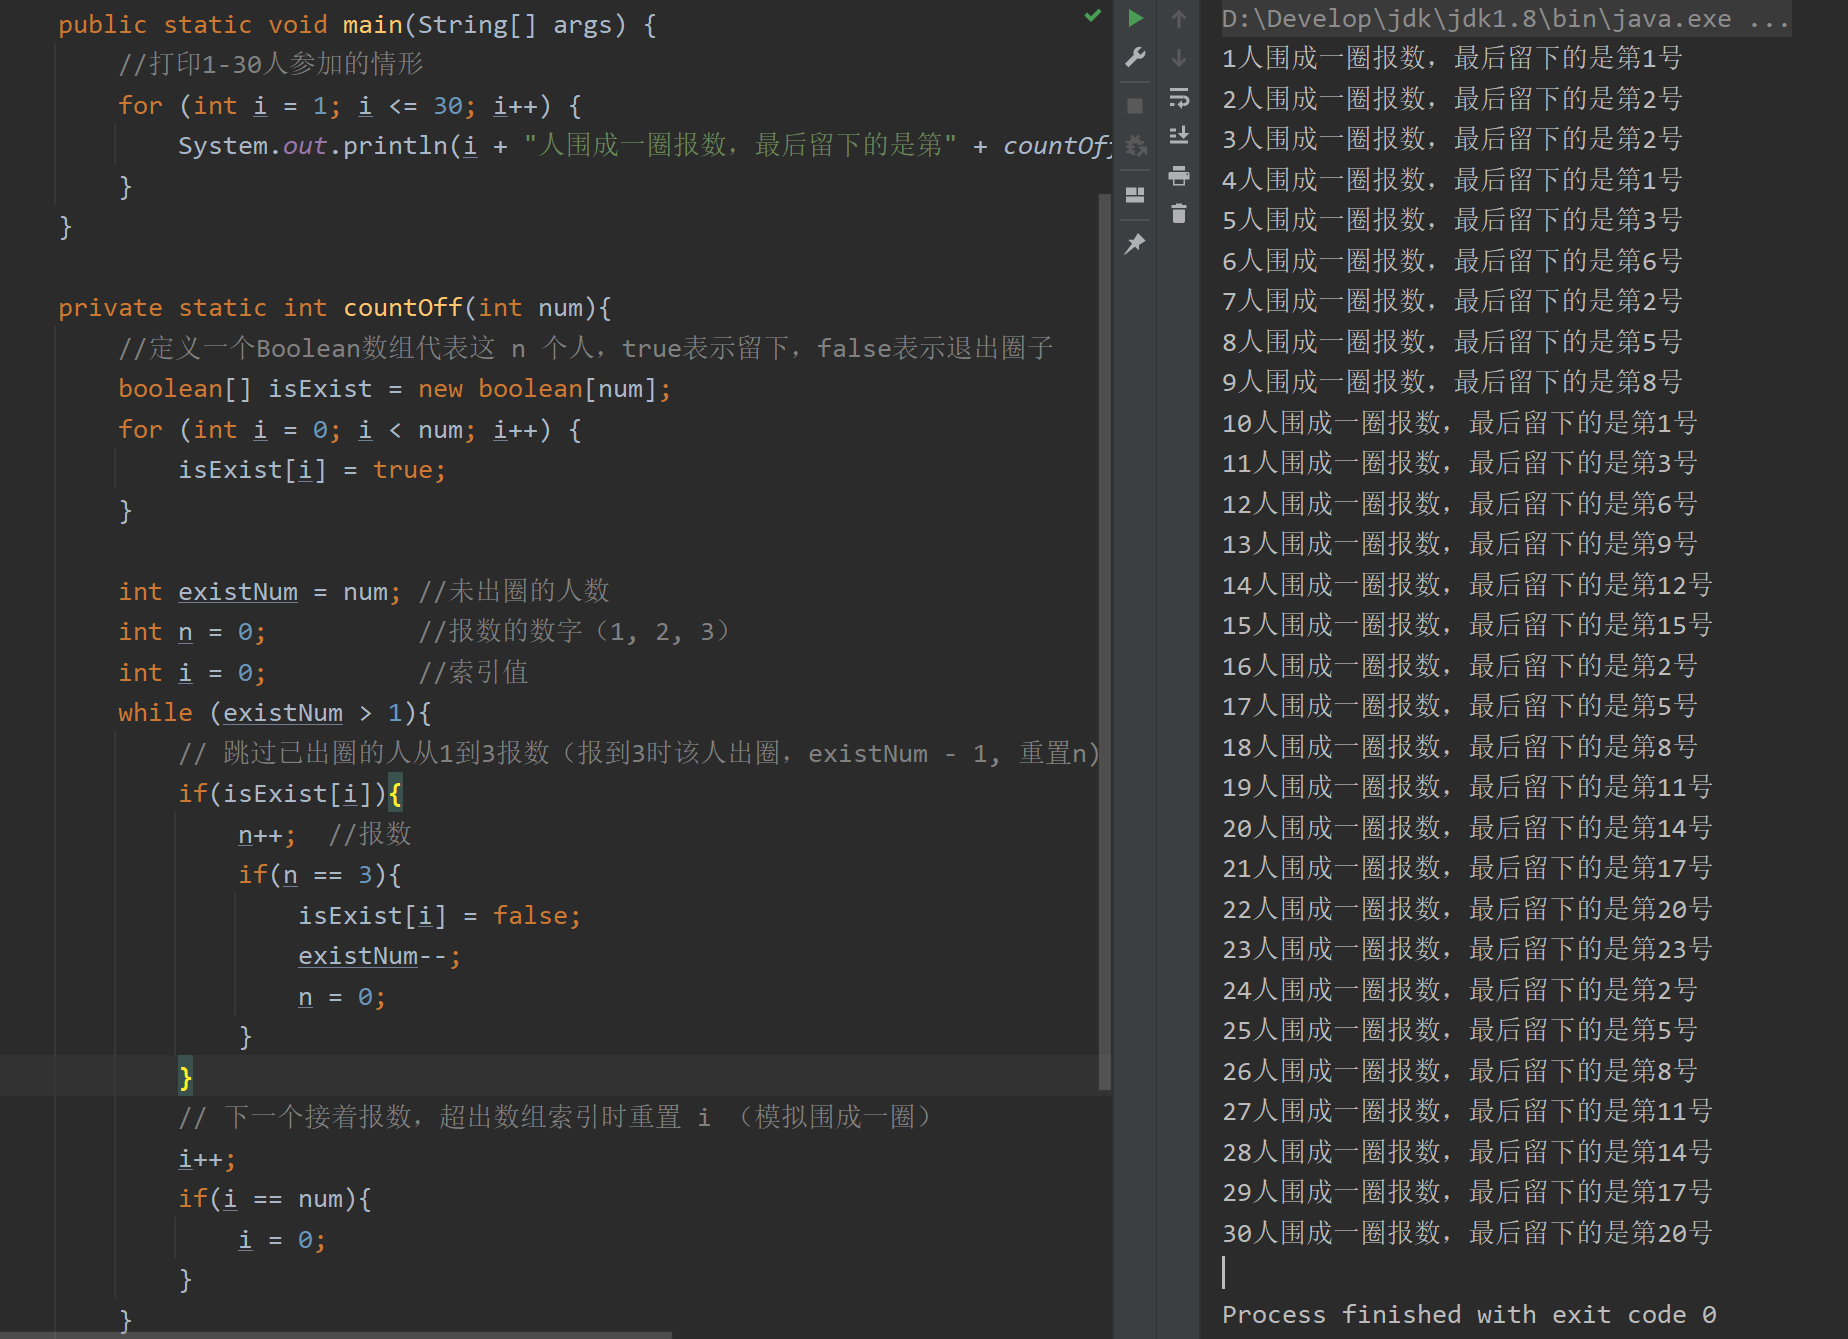 public static void main(String[] args) {
    //打印1-30人参加的情形
    for (int i = 1; i <= 30; i++) {
        System.out.println(i + "人围成一圈报数，最后留下的是第" + countOff
    }
}

private static int countOff(int num){
    //定义一个Boolean数组代表这 n 个人，true表示留下，false表示退出圈子
    boolean[] isExist = new boolean[num];
    for (int i = 0; i < num; i++) {
        isExist[i] = true;
    }

    int existNum = num; //未出圈的人数
    int n = 0;          //报数的数字（1, 2, 3）
    int i = 0;          //索引值
    while (existNum > 1){
        // 跳过已出圈的人从1到3报数（报到3时该人出圈，existNum - 1, 重置n）
        if(isExist[i]){
            n++;  //报数
            if(n == 3){
                isExist[i] = false;
                existNum--;
                n = 0;
            }
        }
        // 下一个接着报数，超出数组索引时重置 i （模拟围成一圈）
        i++;
        if(i == num){
            i = 0;
        }
    }
D:\Develop\jdk\jdk1.8\bin\java.exe ...
1人围成一圈报数，最后留下的是第1号
2人围成一圈报数，最后留下的是第2号
3人围成一圈报数，最后留下的是第2号
4人围成一圈报数，最后留下的是第1号
5人围成一圈报数，最后留下的是第3号
6人围成一圈报数，最后留下的是第6号
7人围成一圈报数，最后留下的是第2号
8人围成一圈报数，最后留下的是第5号
9人围成一圈报数，最后留下的是第8号
10人围成一圈报数，最后留下的是第1号
11人围成一圈报数，最后留下的是第3号
12人围成一圈报数，最后留下的是第6号
13人围成一圈报数，最后留下的是第9号
14人围成一圈报数，最后留下的是第12号
15人围成一圈报数，最后留下的是第15号
16人围成一圈报数，最后留下的是第2号
17人围成一圈报数，最后留下的是第5号
18人围成一圈报数，最后留下的是第8号
19人围成一圈报数，最后留下的是第11号
20人围成一圈报数，最后留下的是第14号
21人围成一圈报数，最后留下的是第17号
22人围成一圈报数，最后留下的是第20号
23人围成一圈报数，最后留下的是第23号
24人围成一圈报数，最后留下的是第2号
25人围成一圈报数，最后留下的是第5号
26人围成一圈报数，最后留下的是第8号
27人围成一圈报数，最后留下的是第11号
28人围成一圈报数，最后留下的是第14号
29人围成一圈报数，最后留下的是第17号
30人围成一圈报数，最后留下的是第20号

Process finished with exit code 0